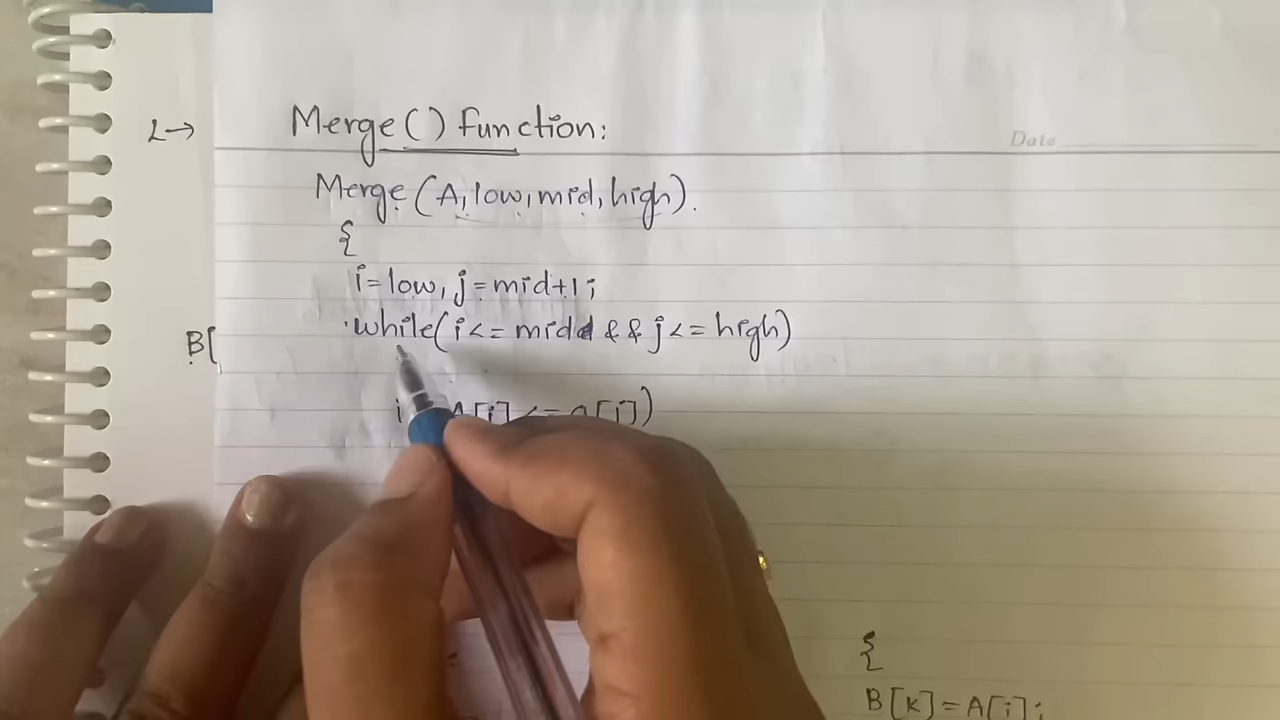 L→
Merge() function:
Date
Merge(A,low,mid,high).
{
i=low, j=mid+1;
while(i<=mid && j<=high)
B[
A[i]<=a[j])
{
B[K]=A[i];